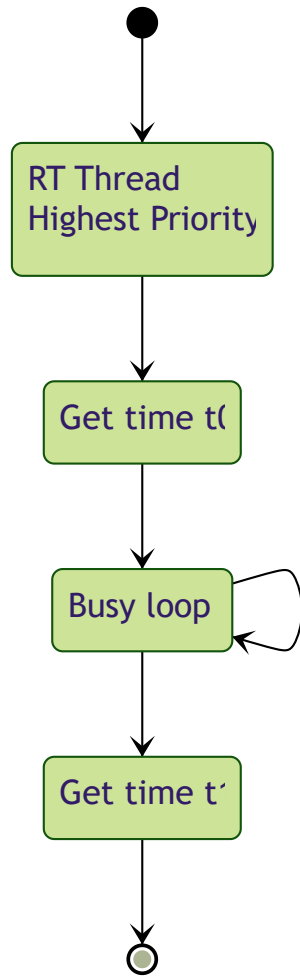 RT Thread
Highest Priority
Get time t0
Busy loop
Get time t1